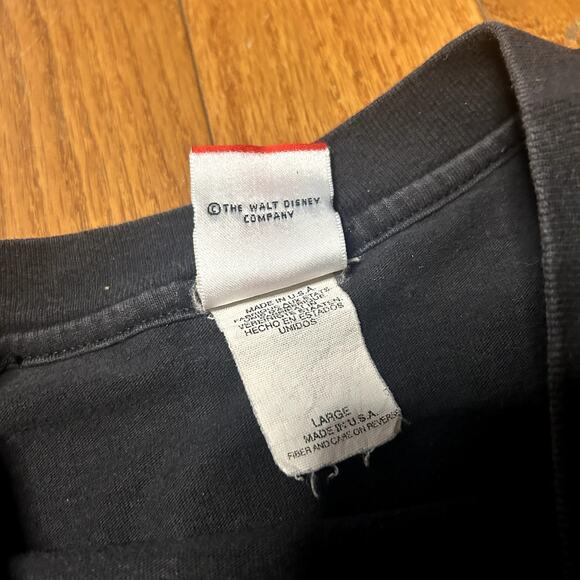 ©THE WALT DISNEY
COMPANY
MADE IN U.S.A.
HECHO EN ESTADOS
UNIDOS
LARGE
MADE IN U.S.A.
FIBER AND CARE ON REVERSE